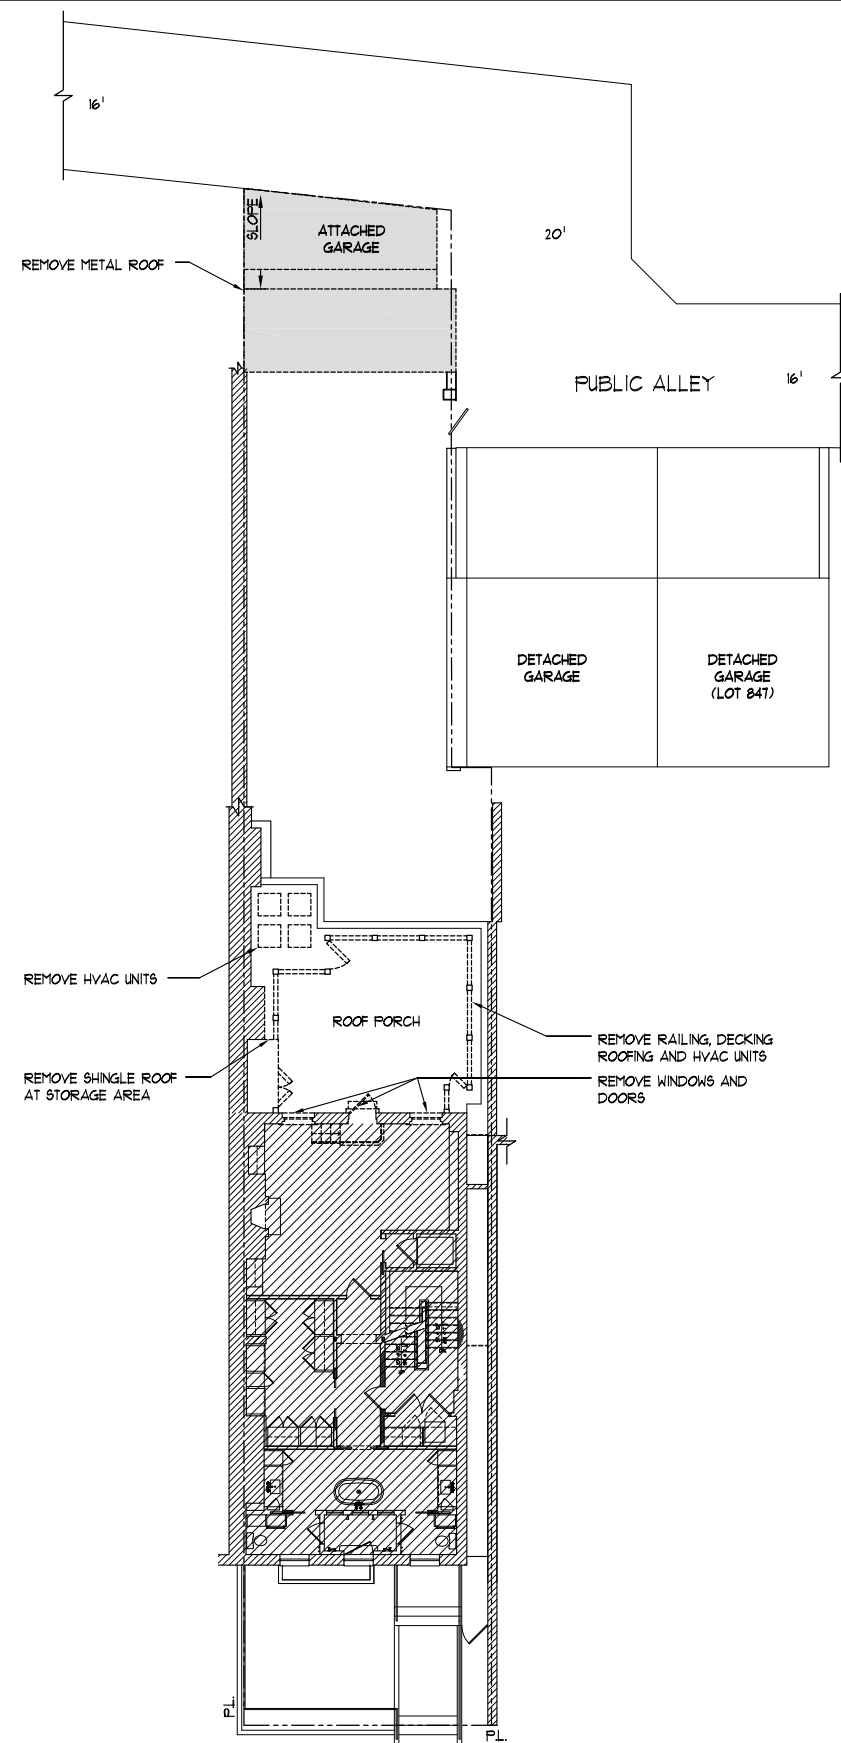 16'
SLOPE
ATTACHED
GARAGE
20'
REMOVE METAL ROOF
PUBLIC ALLEY
16'
DETACHED
GARAGE
DETACHED
GARAGE
(LOT 847)
REMOVE HVAC UNITS
ROOF PORCH
REMOVE RAILING, DECKING
ROOFING AND HVAC UNITS
REMOVE SHINGLE ROOF
AT STORAGE AREA
REMOVE WINDOWS AND
DOORS
P.L.
P.L.